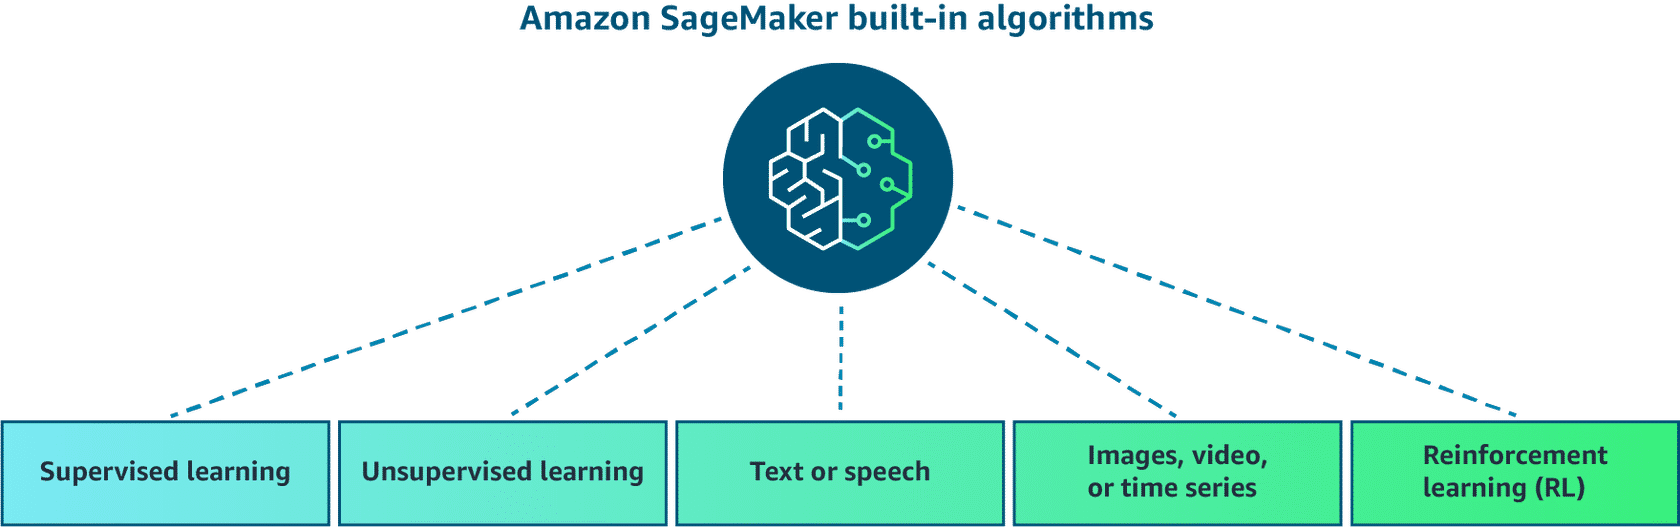 Amazon SageMaker built-in algorithms
Supervised learning
Unsupervised learning
Text or speech
Images, video,
or time series
Reinforcement
learning (RL)